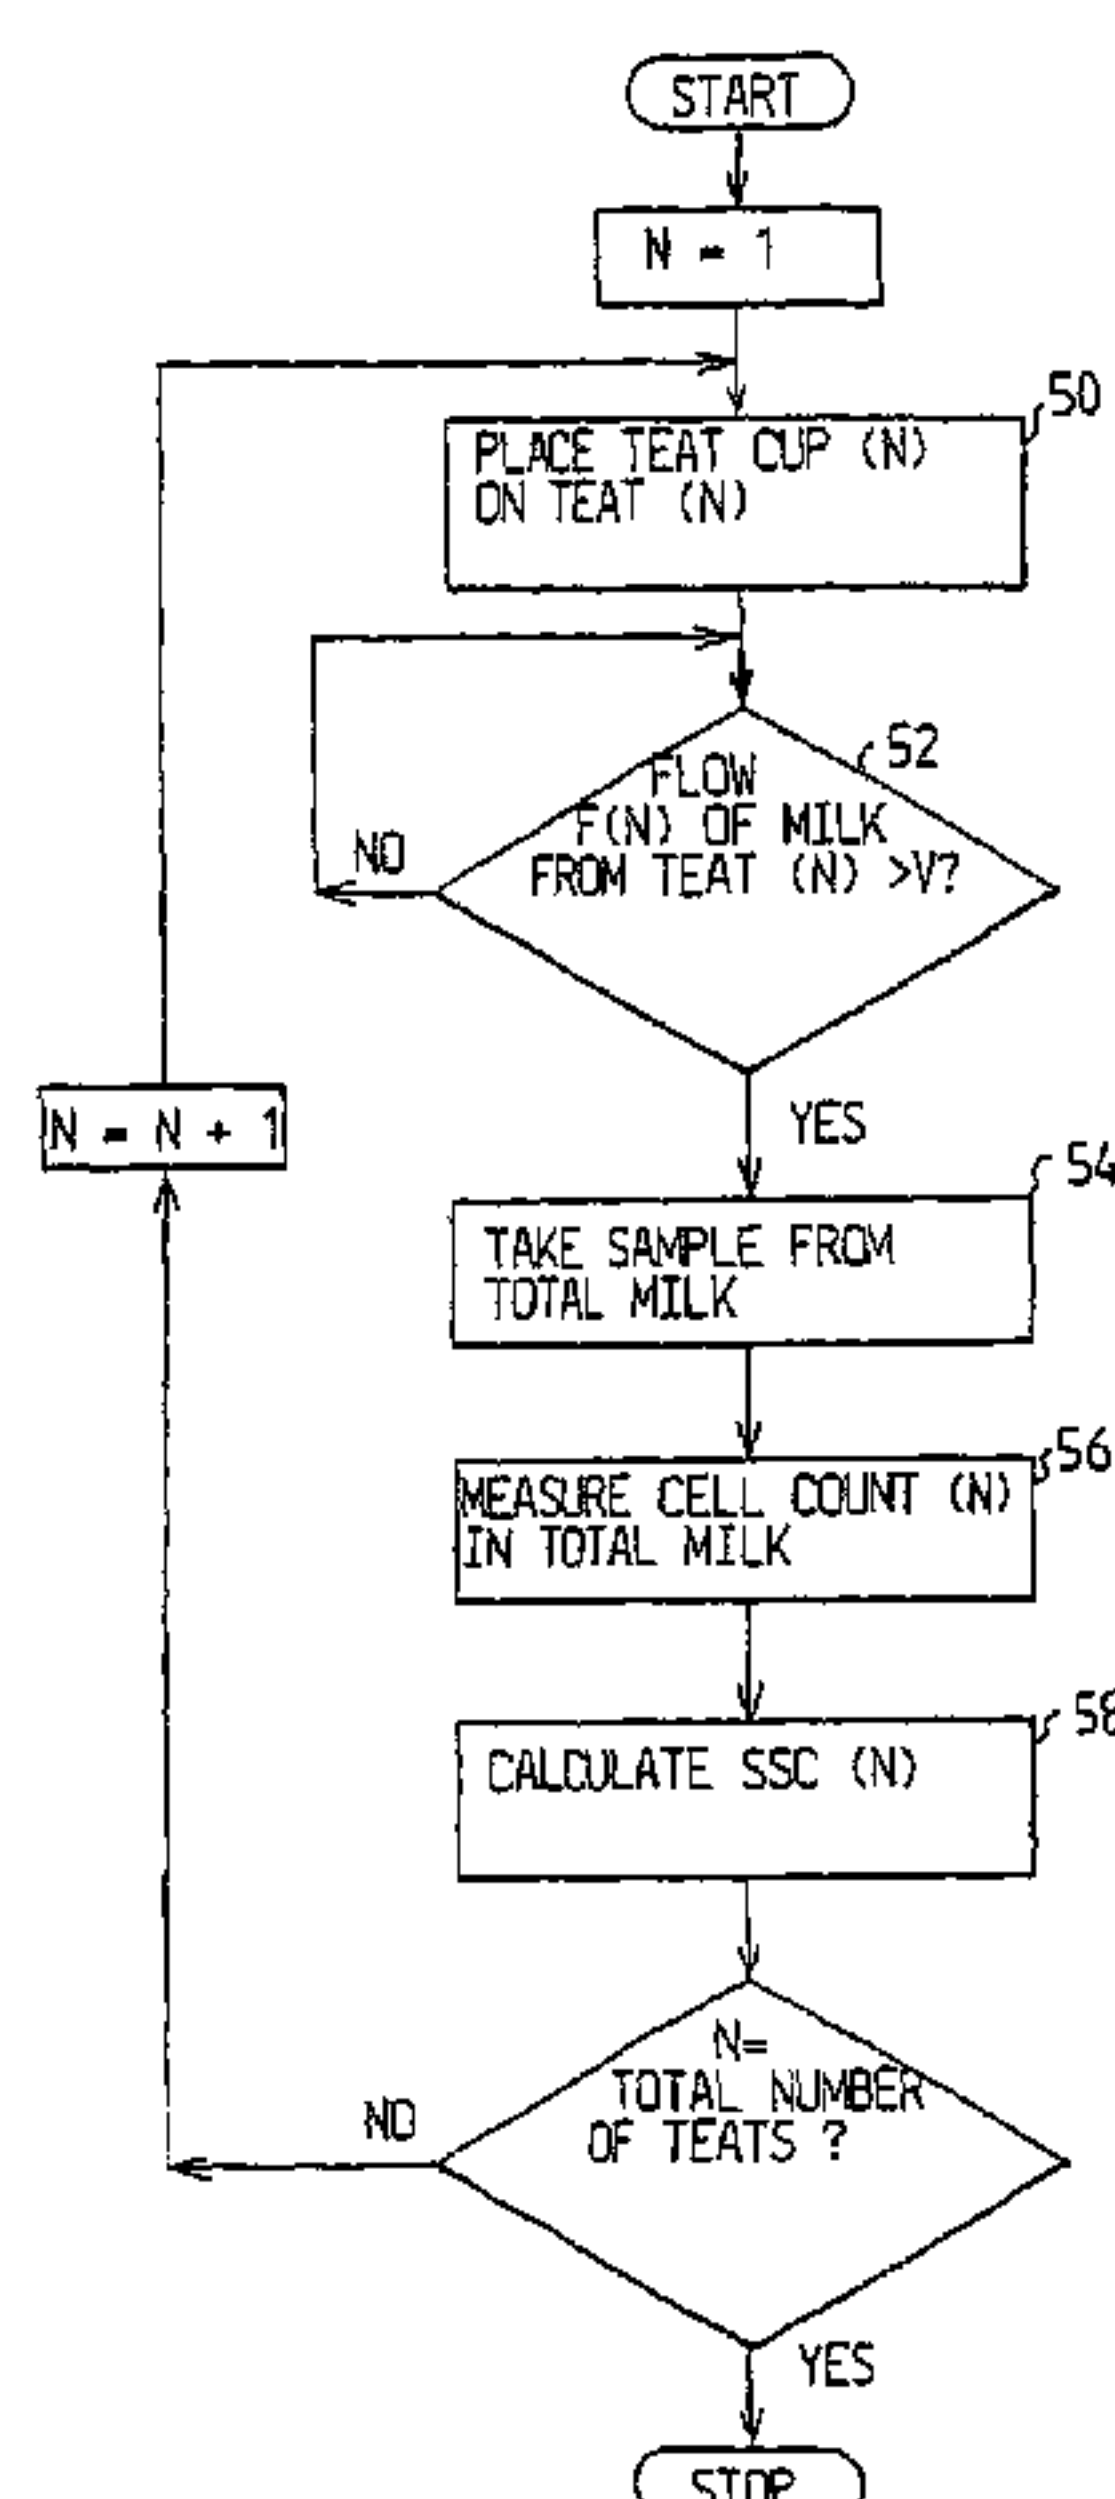 START
N = 1
50
PLACE TEAT CUP (N)
ON TEAT (N)
52
FLOW
F(N) OF MILK
FROM TEAT (N) >V?
NO
YES
N = N + 1
54
TAKE SAMPLE FROM
TOTAL MILK
56
MEASURE CELL COUNT (N)
IN TOTAL MILK
58
CALCULATE SSC (N)
N=
TOTAL NUMBER
OF TEATS ?
NO
YES
STOP